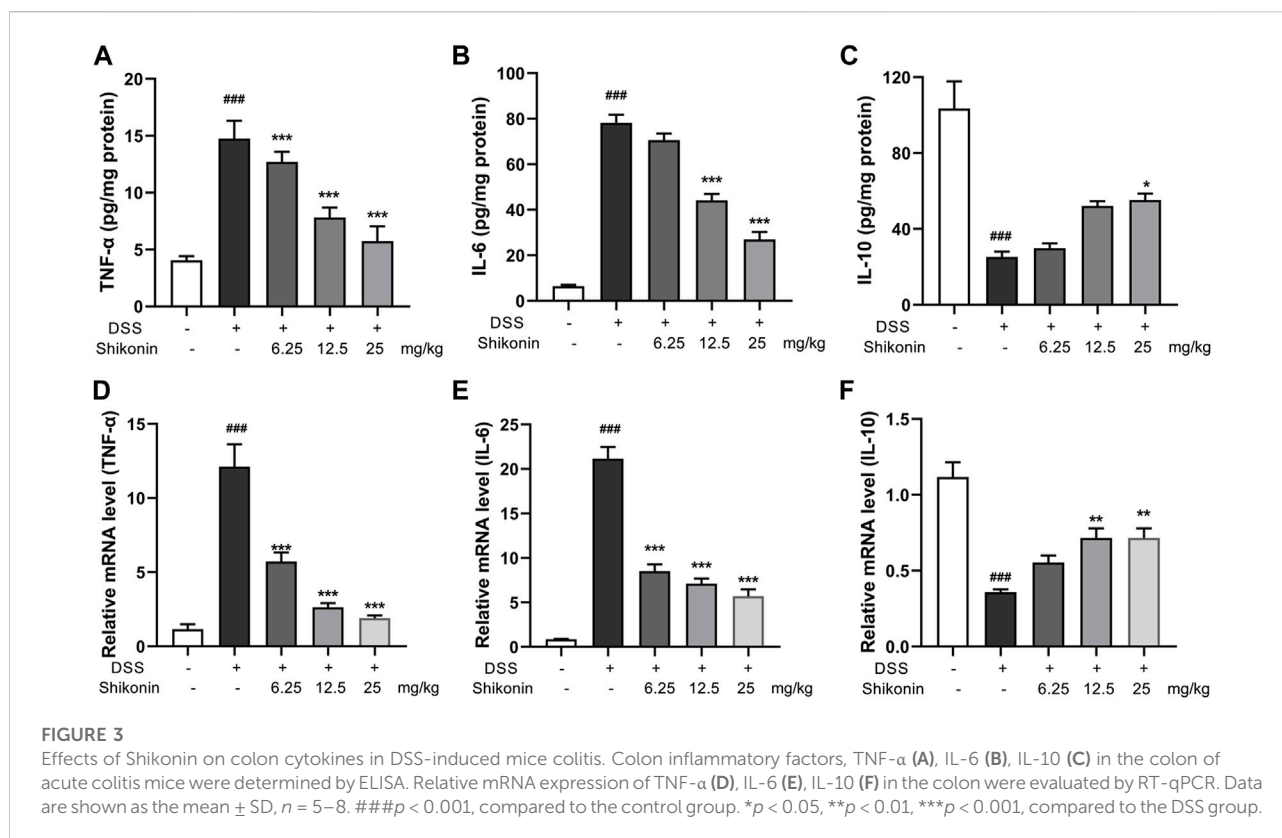 A
TNF-α (pg/mg protein)
20
15
10
5
0
###
***
***
***
DSS - + + + +
Shikonin - - 6.25 12.5 25 mg/kg
B
IL-6 (pg/mg protein)
100
80
60
40
20
0
###
***
***
DSS - + + + +
Shikonin - - 6.25 12.5 25 mg/kg
C
IL-10 (pg/mg protein)
120
80
40
0
###
*
DSS - + + + +
Shikonin - - 6.25 12.5 25 mg/kg
D
Relative mRNA level (TNF-α)
15
10
5
0
###
***
***
***
DSS - + + + +
Shikonin - - 6.25 12.5 25 mg/kg
E
Relative mRNA level (IL-6)
25
20
15
10
5
0
###
***
***
***
DSS - + + + +
Shikonin - - 6.25 12.5 25 mg/kg
F
Relative mRNA level (IL-10)
1.5
1.0
0.5
0.0
###
**
**
DSS - + + + +
Shikonin - - 6.25 12.5 25 mg/kg
FIGURE 3
Effects of Shikonin on colon cytokines in DSS-induced mice colitis. Colon inflammatory factors, TNF-α (A), IL-6 (B), IL-10 (C) in the colon of
acute colitis mice were determined by ELISA. Relative mRNA expression of TNF-α (D), IL-6 (E), IL-10 (F) in the colon were evaluated by RT-qPCR. Data
are shown as the mean ± SD, n = 5–8. ###p < 0.001, compared to the control group. *p < 0.05, **p < 0.01, ***p < 0.001, compared to the DSS group.